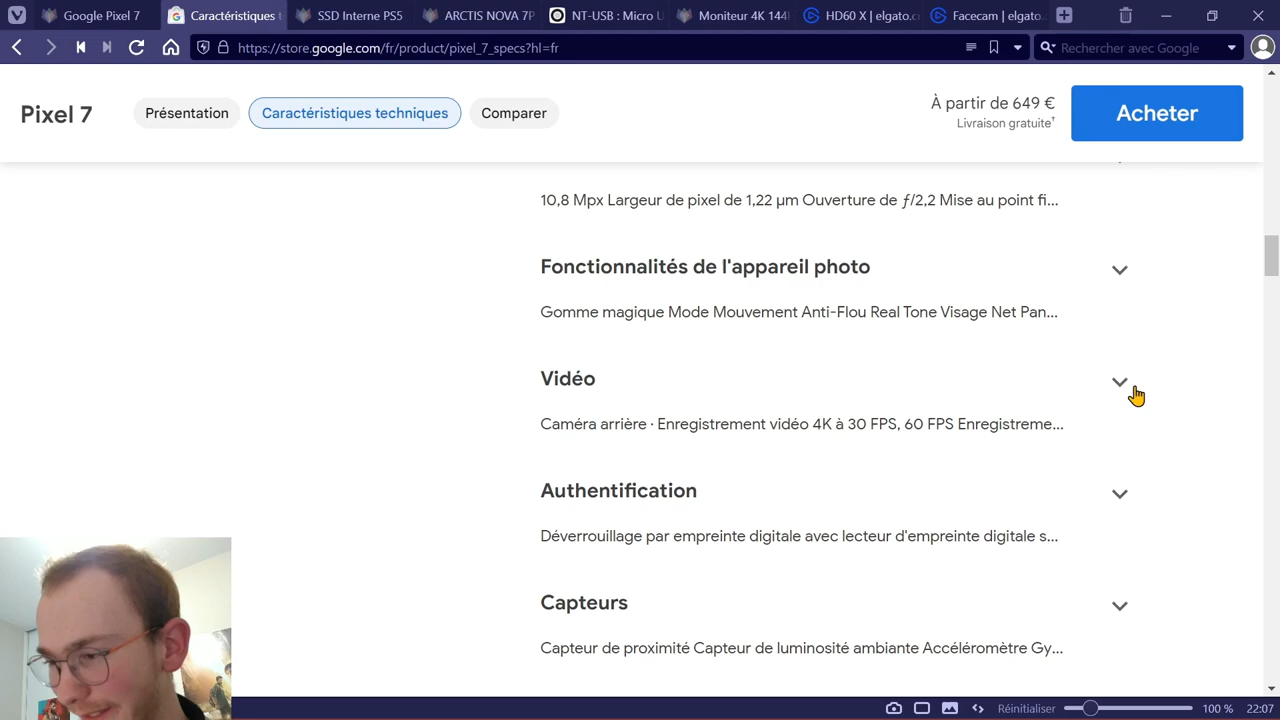 Google Pixel 7
Caractéristiques t
SSD Interne PS5
ARCTIS NOVA 7P
NT-USB : Micro U
Moniteur 4K 144
HD60 X | elgato.c
Facecam | elgato.
https://store.google.com/fr/product/pixel_7_specs?hl=fr
Rechercher avec Google
Pixel 7
Présentation
Caractéristiques techniques
Comparer
À partir de 649 €
Livraison gratuite†
Acheter
10,8 Mpx Largeur de pixel de 1,22 μm Ouverture de ƒ/2,2 Mise au point fi...
Fonctionnalités de l'appareil photo
Gomme magique Mode Mouvement Anti-Flou Real Tone Visage Net Pan...
Vidéo
Caméra arrière · Enregistrement vidéo 4K à 30 FPS, 60 FPS Enregistreme...
Authentification
Déverrouillage par empreinte digitale avec lecteur d'empreinte digitale s...
Capteurs
Capteur de proximité Capteur de luminosité ambiante Accéléromètre Gy...
Réinitialiser
100 %
22:07